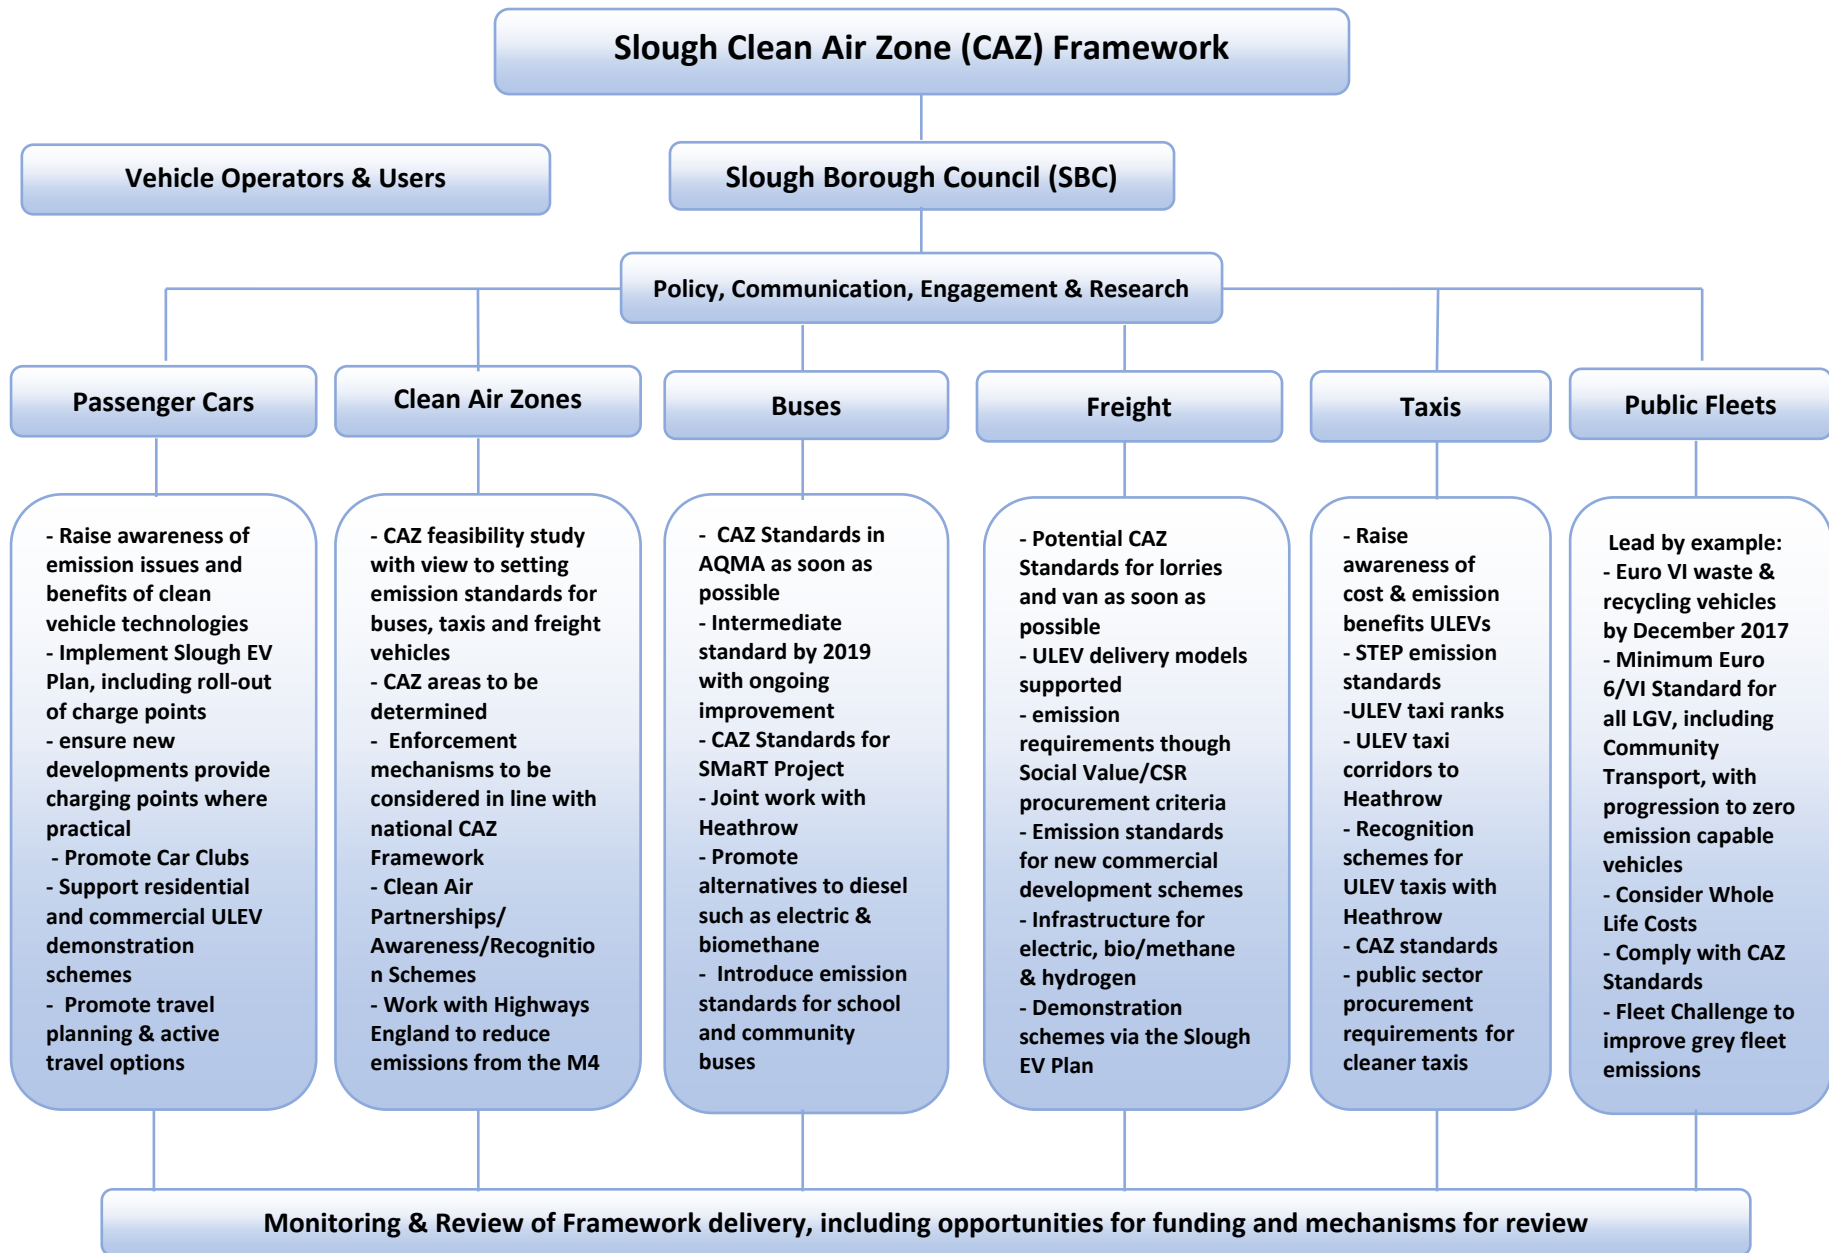 Slough Clean Air Zone (CAZ) Framework
Vehicle Operators & Users
Slough Borough Council (SBC)
Policy, Communication, Engagement & Research
Passenger Cars
Clean Air Zones
Buses
Freight
Taxis
Public Fleets
- Raise awareness of
emission issues and
benefits of clean
vehicle technologies
- Implement Slough EV
Plan, including roll-out
of charge points
- ensure new
developments provide
charging points where
practical
- Promote Car Clubs
- Support residential
and commercial ULEV
demonstration
schemes
- Promote travel
planning & active
travel options
- CAZ feasibility study
with view to setting
emission standards for
buses, taxis and freight
vehicles
- CAZ areas to be
determined
- Enforcement
mechanisms to be
considered in line with
national CAZ
Framework
- Clean Air
Partnerships/
Awareness/Recognitio
n Schemes
- Work with Highways
England to reduce
emissions from the M4
- CAZ Standards in
AQMA as soon as
possible
- Intermediate
standard by 2019
with ongoing
improvement
- CAZ Standards for
SMaRT Project
- Joint work with
Heathrow
- Promote
alternatives to diesel
such as electric &
biomethane
- Introduce emission
standards for school
and community
buses
- Potential CAZ
Standards for lorries
and van as soon as
possible
- ULEV delivery models
supported
- emission
requirements though
Social Value/CSR
procurement criteria
- Emission standards
for new commercial
development schemes
- Infrastructure for
electric, bio/methane
& hydrogen
- Demonstration
schemes via the Slough
EV Plan
- Raise
awareness of
cost & emission
benefits ULEVs
- STEP emission
standards
-ULEV taxi ranks
- ULEV taxi
corridors to
Heathrow
- Recognition
schemes for
ULEV taxis with
Heathrow
- CAZ standards
- public sector
procurement
requirements for
cleaner taxis
Lead by example:
- Euro VI waste &
recycling vehicles
by December 2017
- Minimum Euro
6/VI Standard for
all LGV, including
Community
Transport, with
progression to zero
emission capable
vehicles
- Consider Whole
Life Costs
- Comply with CAZ
Standards
- Fleet Challenge to
improve grey fleet
emissions
Monitoring & Review of Framework delivery, including opportunities for funding and mechanisms for review